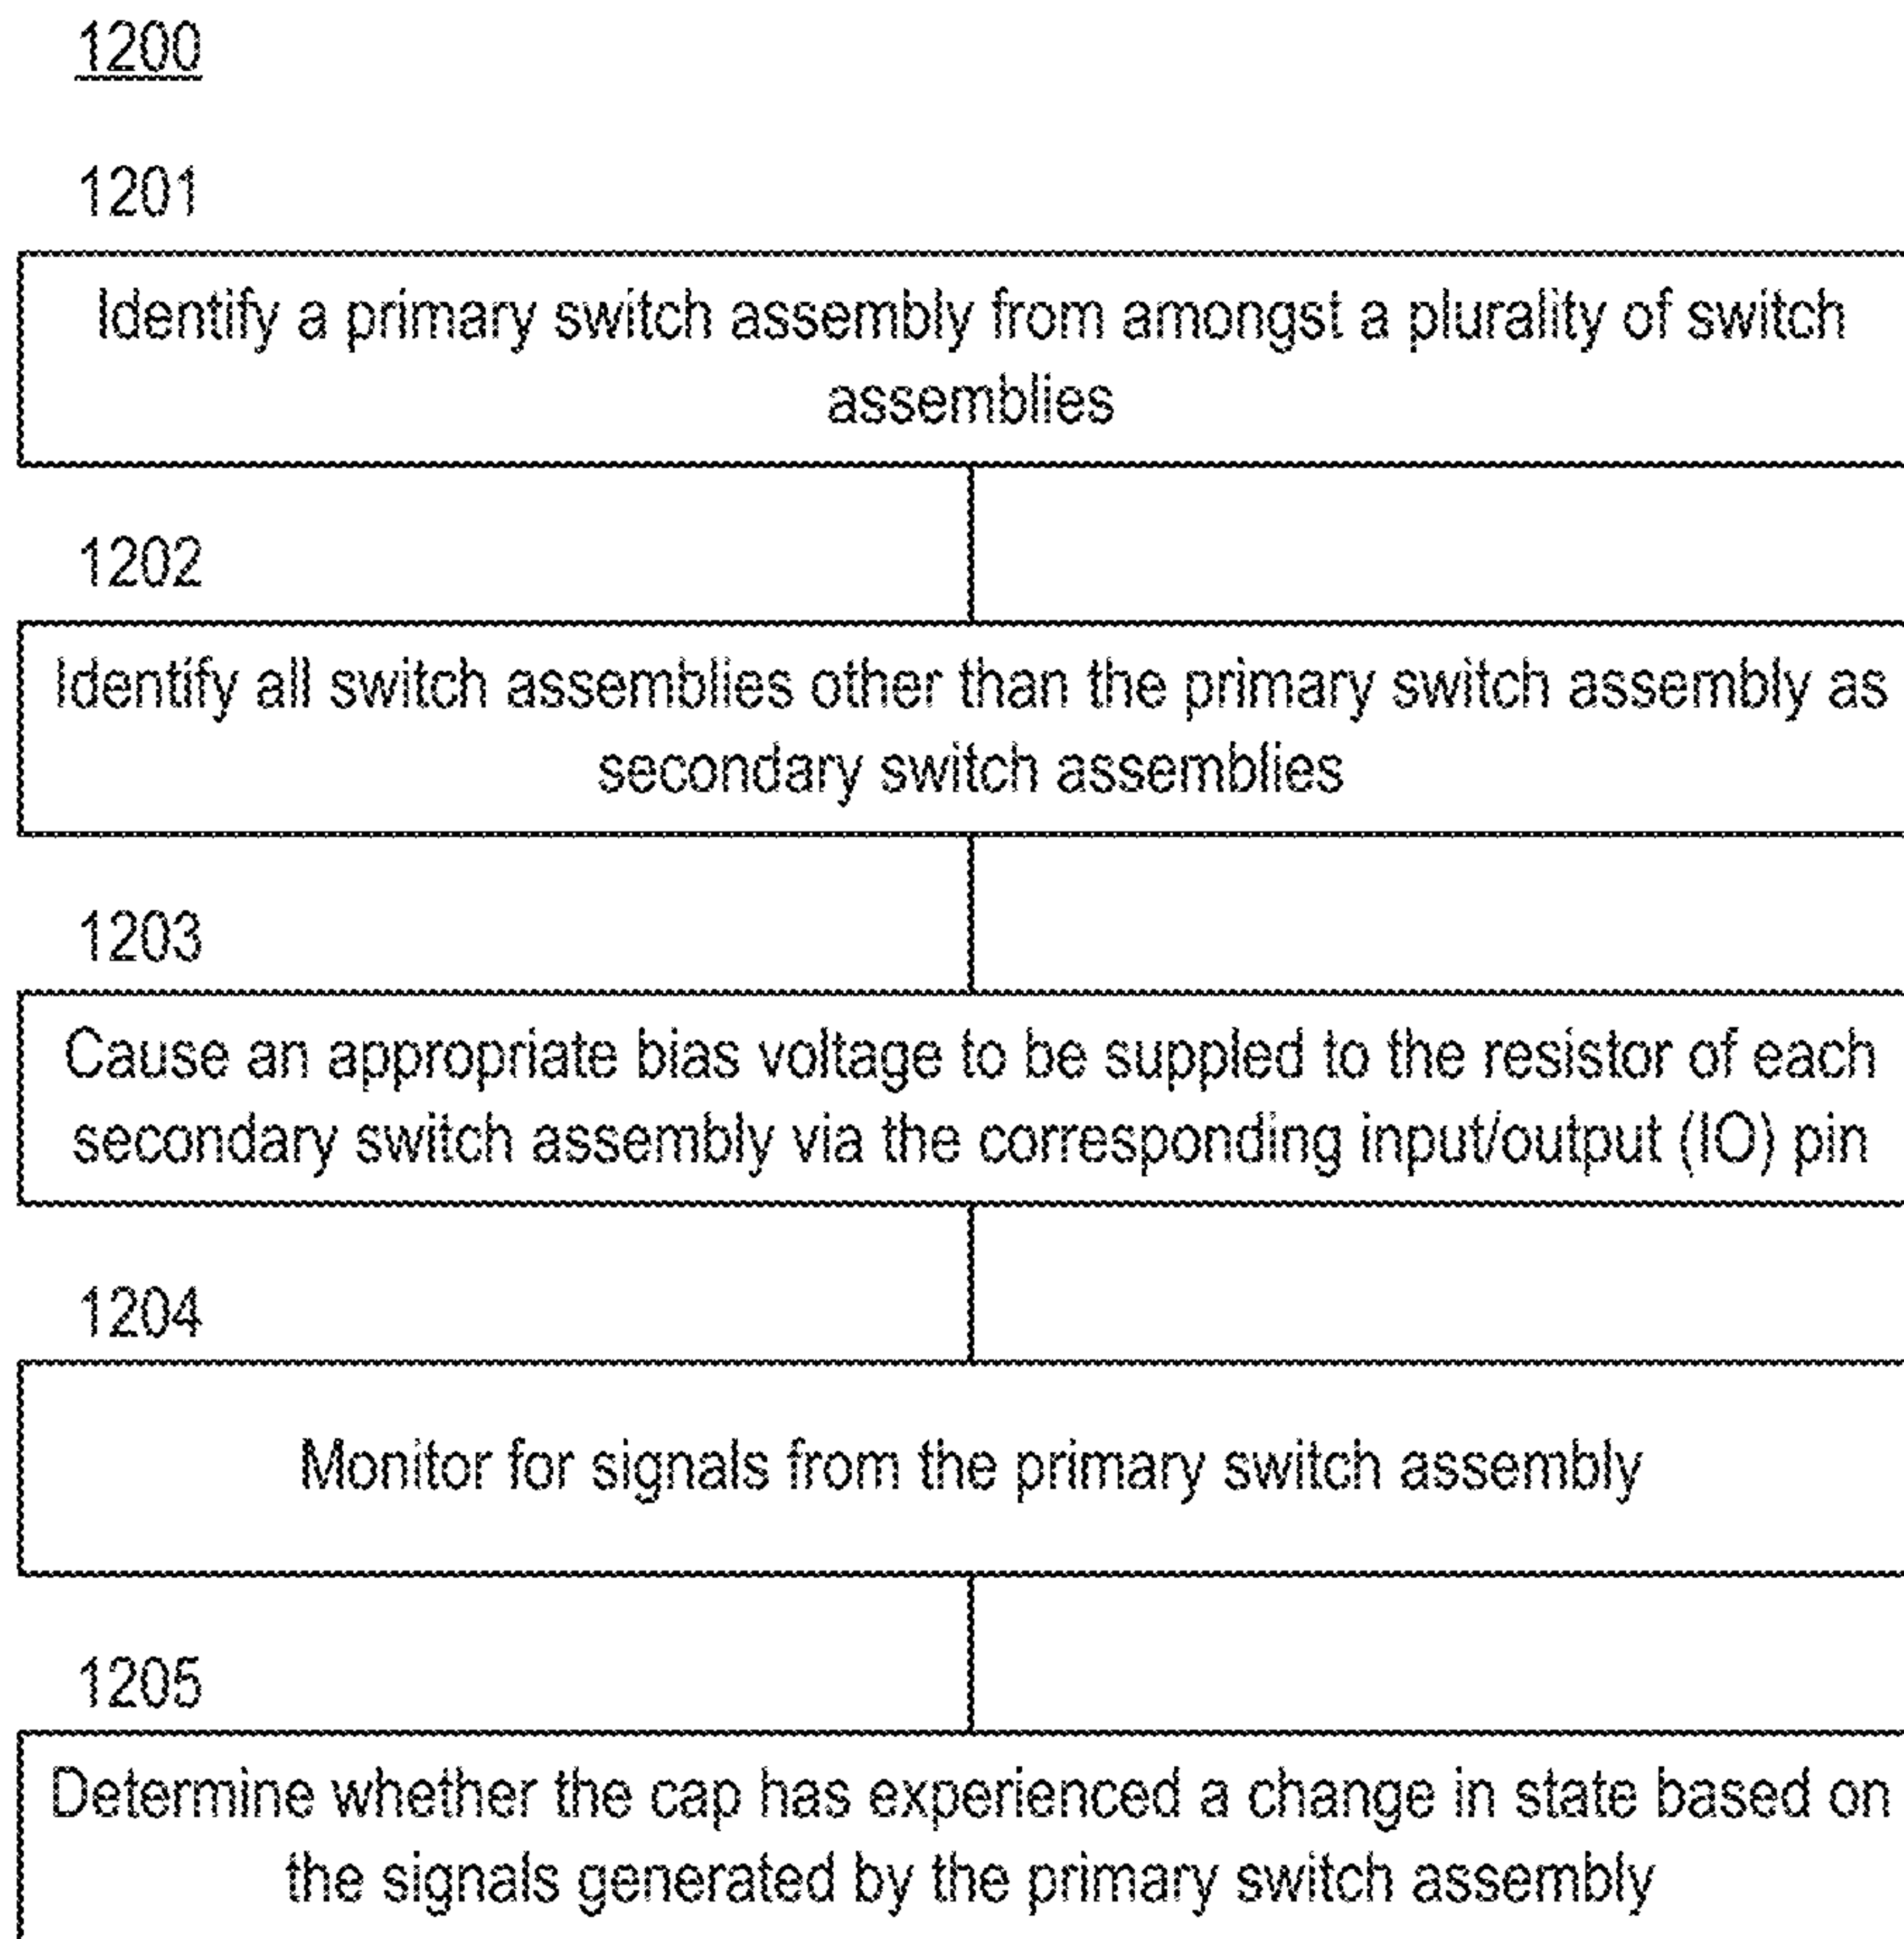 1200
1201
Identify a primary switch assembly from amongst a plurality of switch
assemblies
1202
Identify all switch assemblies other than the primary switch assembly as
secondary switch assemblies
1203
Cause an appropriate bias voltage to be suppled to the resistor of each
secondary switch assembly via the corresponding input/output (IO) pin
1204
Monitor for signals from the primary switch assembly
1205
Determine whether the cap has experienced a change in state based on
the signals generated by the primary switch assembly